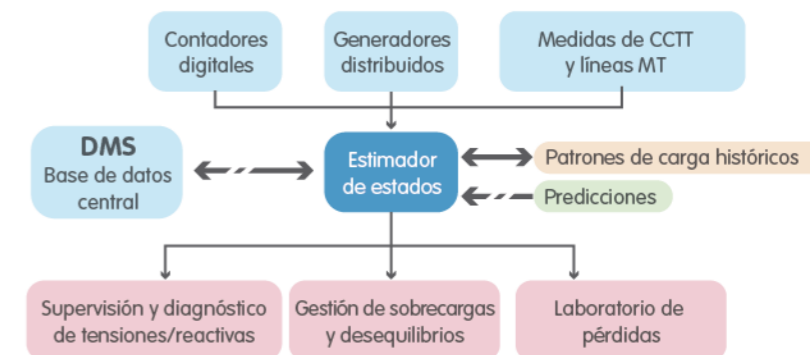 Contadores
digitales
Generadores
distribuidos
Medidas de CCTT
y líneas MT
DMS
Base de datos
central
Estimador
de estados
Patrones de carga históricos
Predicciones
Supervisión y diagnóstico
de tensiones/reactivas
Gestión de sobrecargas
y desequilibrios
Laboratorio de
pérdidas